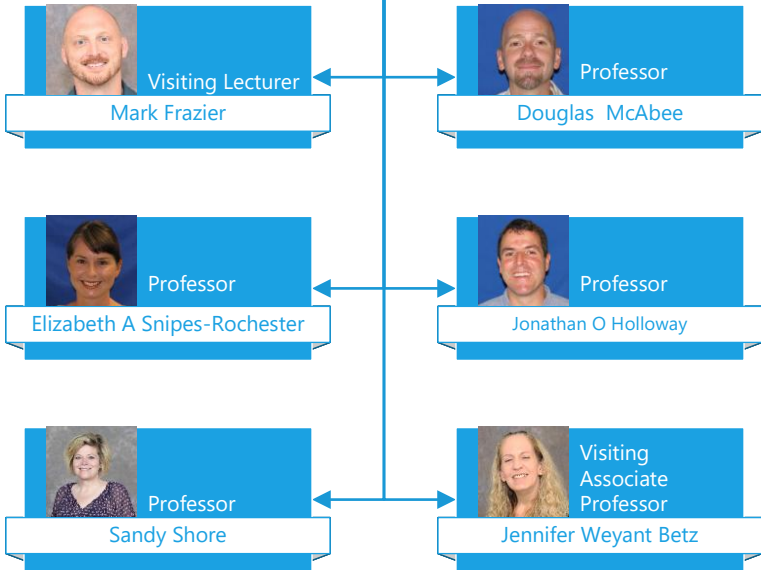 Visiting Lecturer
Mark Frazier
Professor
Douglas McAbee
Professor
Elizabeth A Snipes-Rochester
Professor
Jonathan O Holloway
Professor
Sandy Shore
Visiting
Associate
Professor
Jennifer Weyant Betz